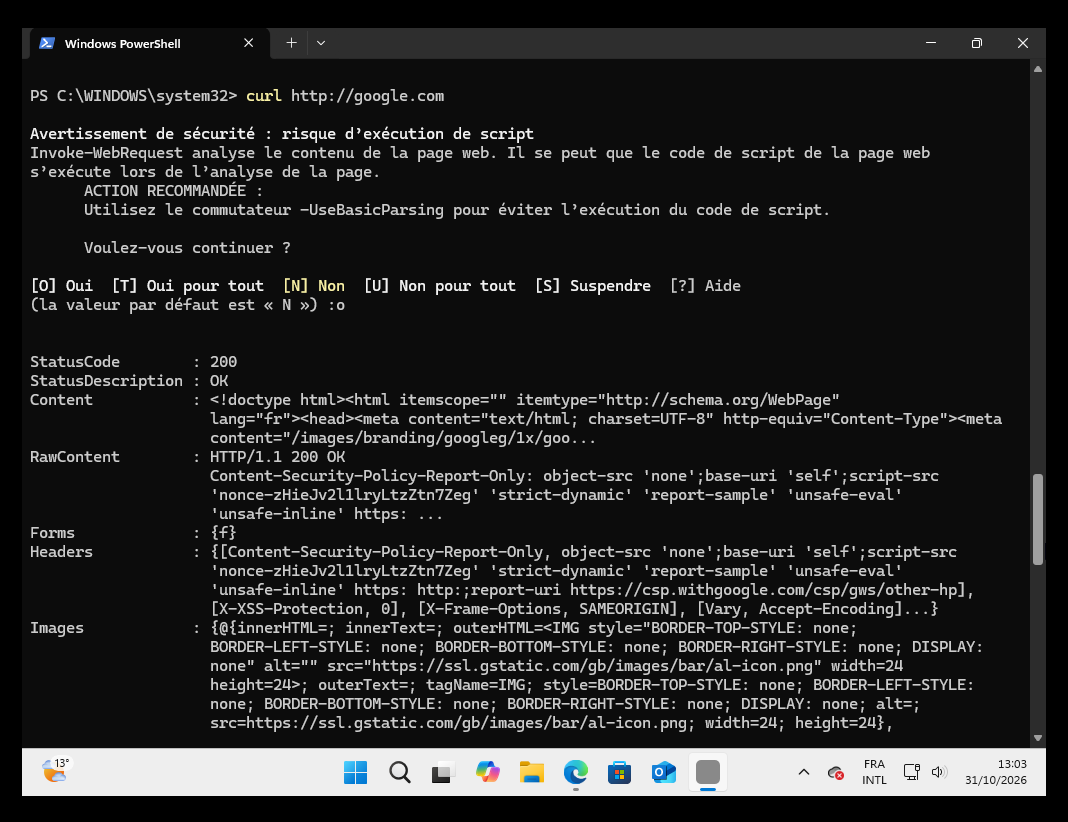 Windows PowerShell
PS C:\WINDOWS\system32> curl http://google.com
Avertissement de sécurité : risque d’exécution de script
Invoke-WebRequest analyse le contenu de la page web. Il se peut que le code de script de la page web
s’exécute lors de l’analyse de la page.
ACTION RECOMMANDÉE :
Utilisez le commutateur -UseBasicParsing pour éviter l’exécution du code de script.
Voulez-vous continuer ?
[O] Oui  [T] Oui pour tout  [N] Non  [U] Non pour tout  [S] Suspendre  [?] Aide
(la valeur par défaut est « N ») :o
StatusCode        : 200
StatusDescription : OK
Content           : <!doctype html><html itemscope="" itemtype="http://schema.org/WebPage"
lang="fr"><head><meta content="text/html; charset=UTF-8" http-equiv="Content-Type"><meta
content="/images/branding/googleg/1x/goo...
RawContent        : HTTP/1.1 200 OK
Content-Security-Policy-Report-Only: object-src 'none';base-uri 'self';script-src
'nonce-zHieJv2l1lryLtzZtn7Zeg' 'strict-dynamic' 'report-sample' 'unsafe-eval'
'unsafe-inline' https: ...
Forms             : {f}
Headers           : {[Content-Security-Policy-Report-Only, object-src 'none';base-uri 'self';script-src
'nonce-zHieJv2l1lryLtzZtn7Zeg' 'strict-dynamic' 'report-sample' 'unsafe-eval'
'unsafe-inline' https: http:;report-uri https://csp.withgoogle.com/csp/gws/other-hp],
[X-XSS-Protection, 0], [X-Frame-Options, SAMEORIGIN], [Vary, Accept-Encoding]...}
Images            : {@{innerHTML=; innerText=; outerHTML=<IMG style="BORDER-TOP-STYLE: none;
BORDER-LEFT-STYLE: none; BORDER-BOTTOM-STYLE: none; BORDER-RIGHT-STYLE: none; DISPLAY:
none" alt="" src="https://ssl.gstatic.com/gb/images/bar/al-icon.png" width=24
height=24>; outerText=; tagName=IMG; style=BORDER-TOP-STYLE: none; BORDER-LEFT-STYLE:
none; BORDER-BOTTOM-STYLE: none; BORDER-RIGHT-STYLE: none; DISPLAY: none; alt=;
src=https://ssl.gstatic.com/gb/images/bar/al-icon.png; width=24; height=24},
13°
FRA
INTL
13:03
31/10/2026